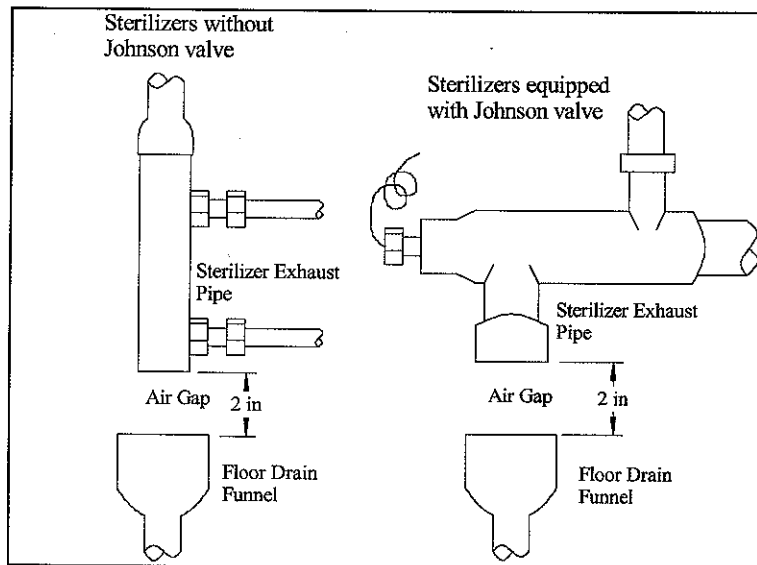 Sterilizers without
Johnson valve
Sterilizer Exhaust
Pipe
Air Gap
2 in
Floor Drain
Funnel
Sterilizers equipped
with Johnson valve
Sterilizer Exhaust
Pipe
Air Gap
2 in
Floor Drain
Funnel